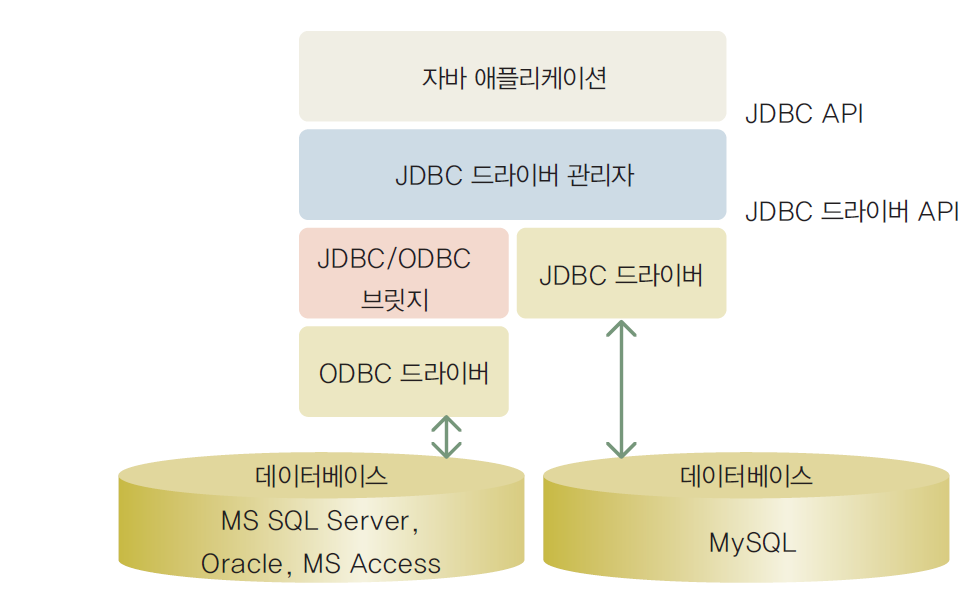 자바 애플리케이션
JDBC API
JDBC 드라이버 관리자
JDBC 드라이버 API
JDBC/ODBC
브릿지
JDBC 드라이버
ODBC 드라이버
데이터베이스
MS SQL Server,
Oracle, MS Access
데이터베이스
MySQL